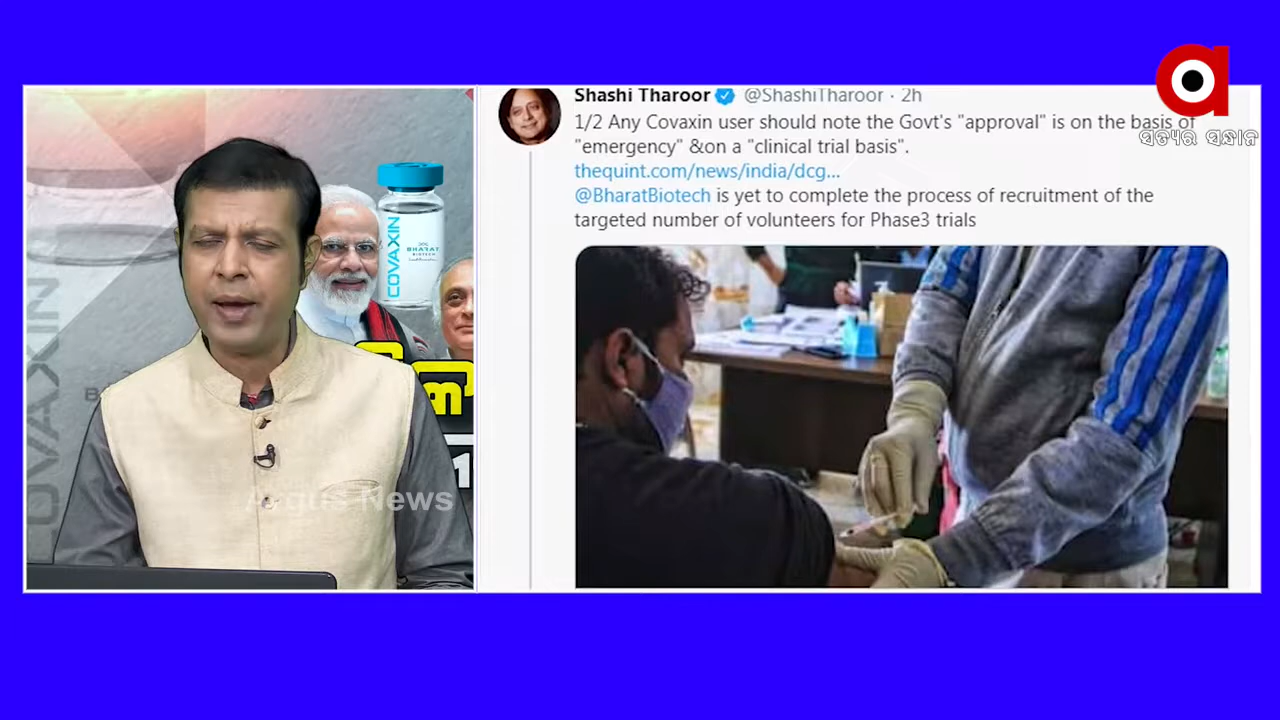 Shashi Tharoor @ShashiTharoor · 2h
1/2 Any Covaxin user should note the Govt's "approval" is on the basis of
"emergency" &on a "clinical trial basis".
thequint.com/news/india/dcg...
@BharatBiotech is yet to complete the process of recruitment of the
targeted number of volunteers for Phase3 trials
ସତ୍ୟର ସନ୍ଧାନ
COVAXIN
BHARAT
BIOTECH
COVAXIN
Argus News
1